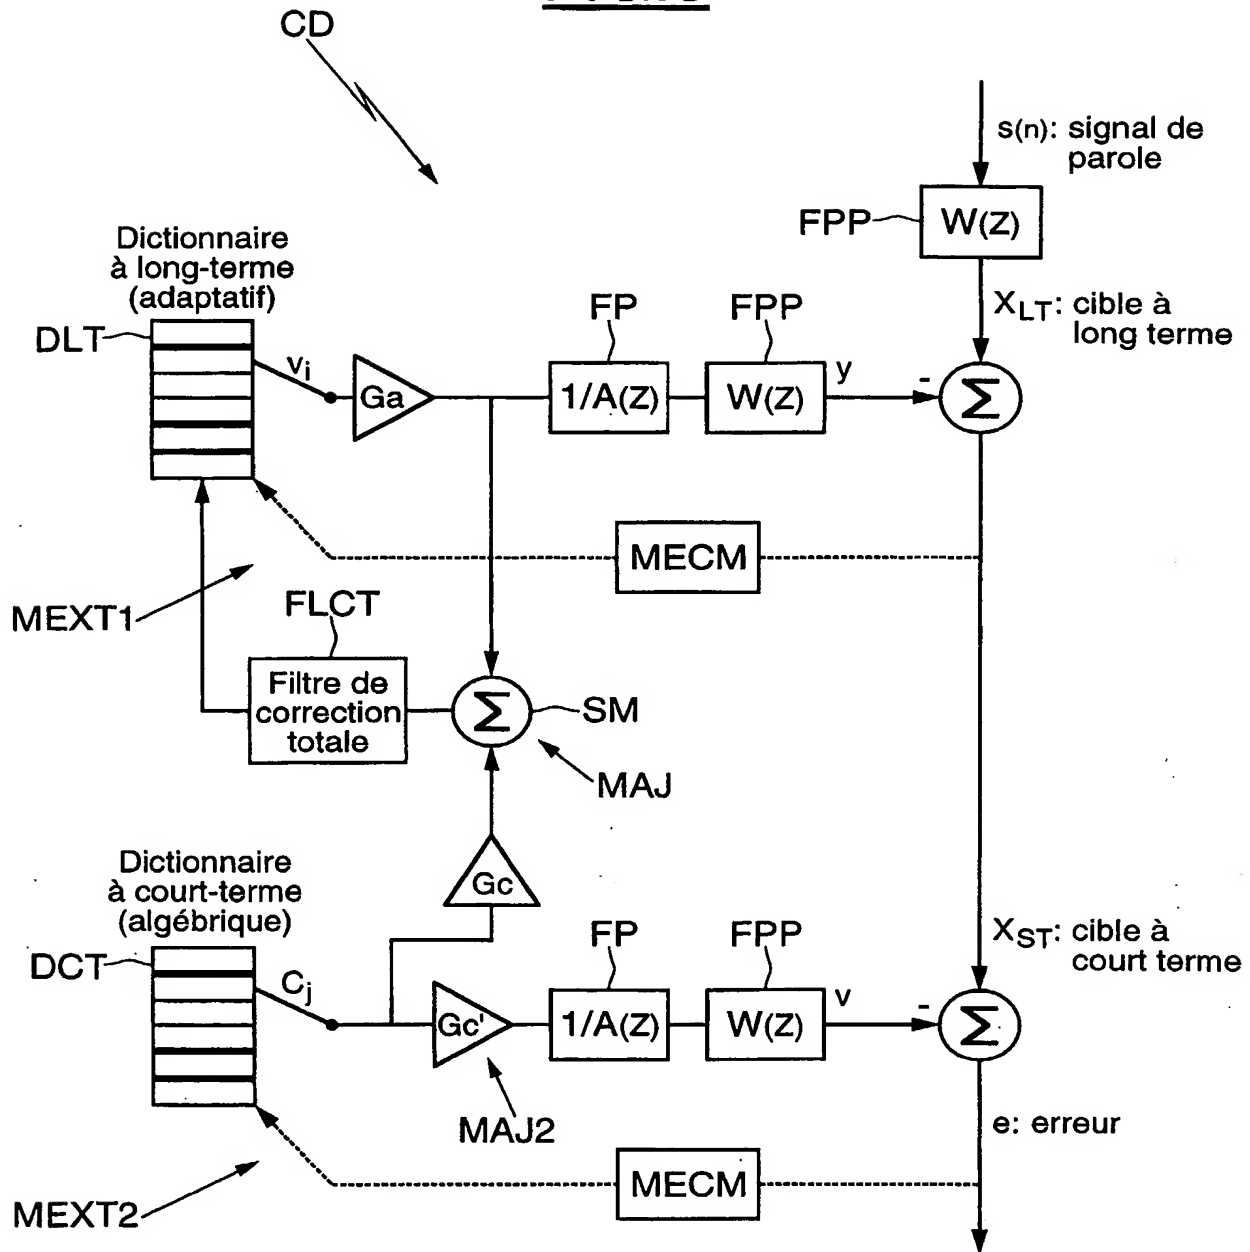 CD
s(n): signal de
parole
FPP
W(z)
Dictionnaire
à long-terme
(adaptatif)
DLT
vi
Ga
FP
1/A(z)
FPP
W(z)
y
-
XLT: cible à
long terme
Σ
MECM
MEXT1
FLCT
Filtre de
correction
totale
Σ
SM
MAJ
Gc
Dictionnaire
à court-terme
(algébrique)
DCT
Cj
Gc'
MAJ2
FP
1/A(z)
FPP
W(z)
v
-
XST: cible à
court terme
Σ
e: erreur
MECM
MEXT2